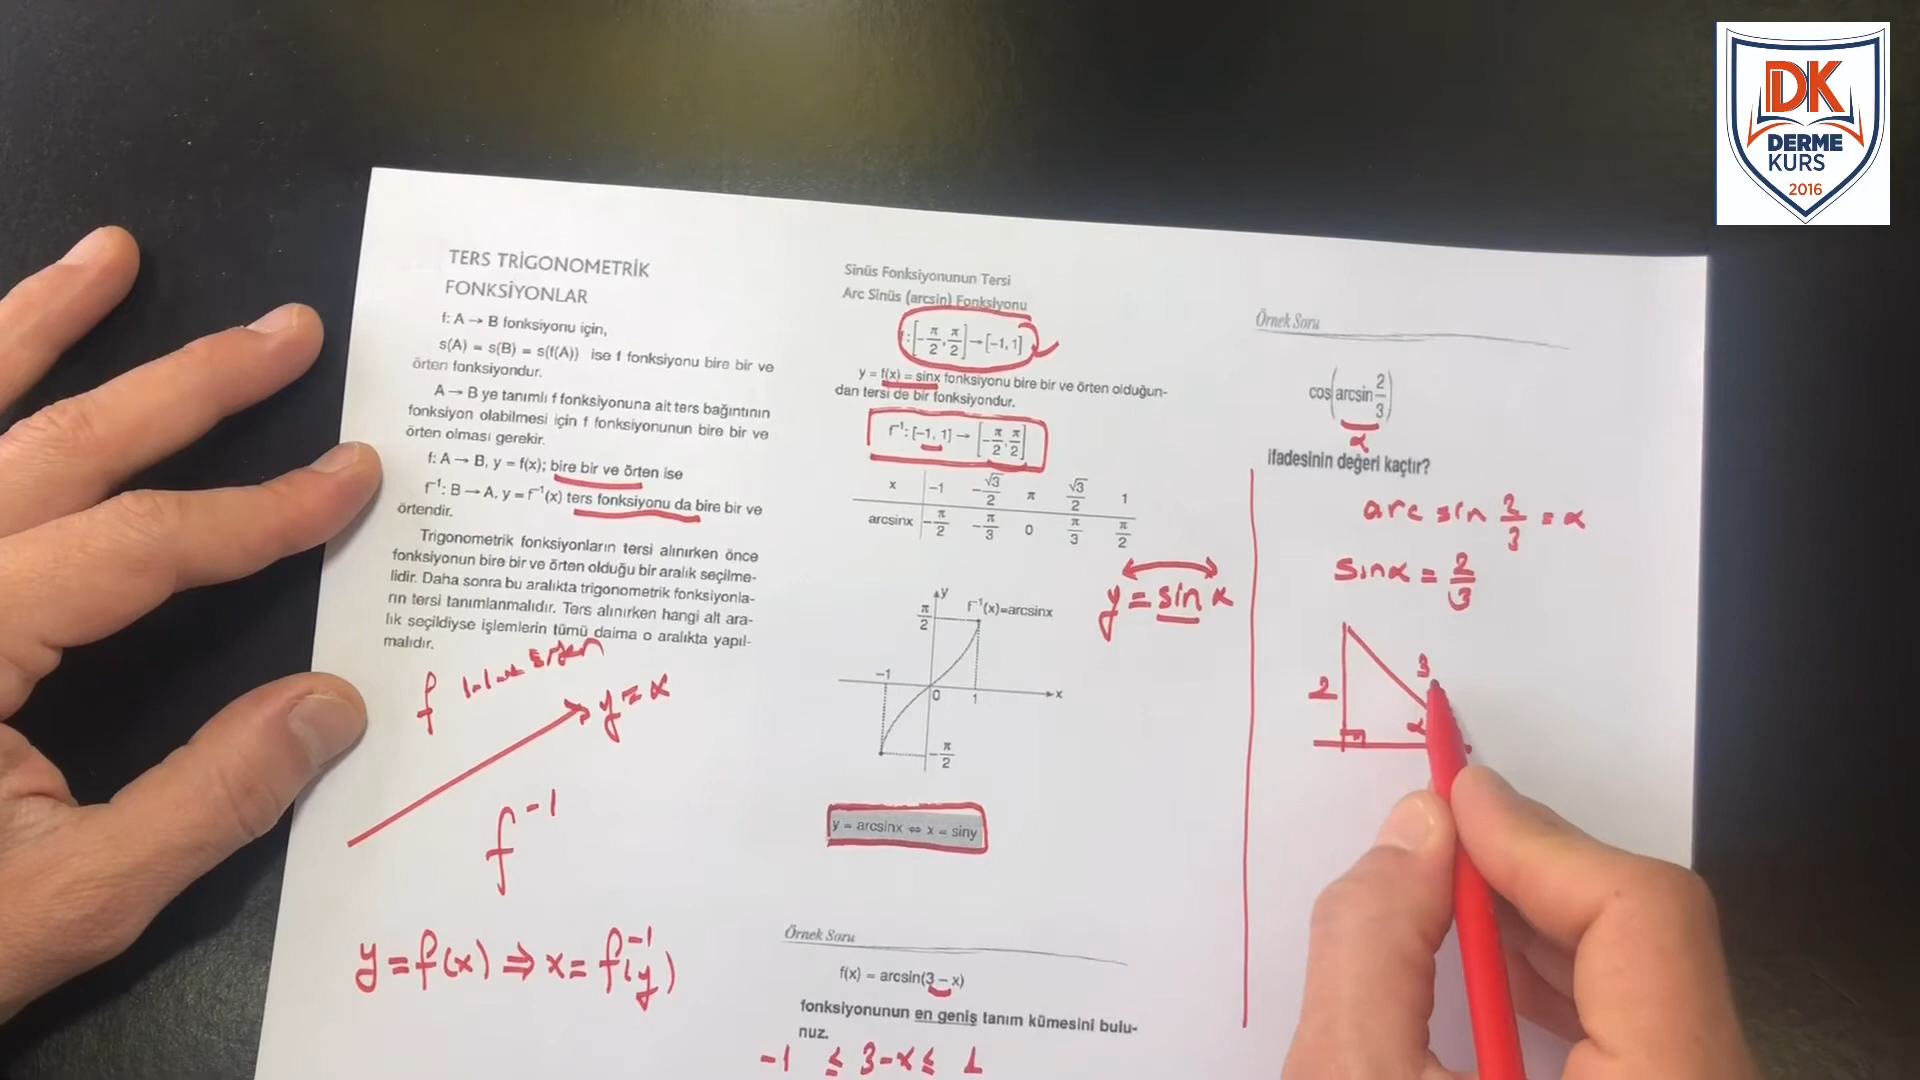 DK
DERME
KURS
2016
TERS TRİGONOMETRİK
FONKSİYONLAR
f: A → B fonksiyonu için,
s(A) = s(B) = s(f(A)) ise f fonksiyonu bire bir ve
örten fonksiyondur.
A → B ye tanımlı f fonksiyonuna ait ters bağıntının
fonksiyon olabilmesi için f fonksiyonunun bire bir ve
örten olması gerekir.
f: A → B, y = f(x); bire bir ve örten ise
f⁻¹: B → A, y = f⁻¹(x) ters fonksiyonu da bire bir ve
örtendir.
Trigonometrik fonksiyonların tersi alınırken önce
fonksiyonun bire bir ve örten olduğu bir aralık seçilme-
lidir. Daha sonra bu aralıkta trigonometrik fonksiyonla-
rın tersi tanımlanmalıdır. Ters alınırken hangi alt ara-
lık seçildiyse işlemlerin tümü daima o aralıkta yapıl-
malıdır.
f 1-1 ve örten
y = x
f⁻¹
y = f(x) ⇒ x = f⁻¹(y)
Sinüs Fonksiyonunun Tersi
Arc Sinüs (arcsin) Fonksiyonu
f: [-π/2, π/2] → [-1, 1]
y = f(x) = sinx fonksiyonu bire bir ve örten olduğun-
dan tersi de bir fonksiyondur.
f⁻¹: [-1, 1] → [-π/2, π/2]
x -1 -√3/2 π √3/2 1
arcsinx -π/2 -π/3 0 π/3 π/2
y = sin x
y
π/2 f⁻¹(x)=arcsinx
-1 0 1 x
-π/2
y = arcsinx ⇔ x = siny
Örnek Soru
f(x) = arcsin(3 – x)
fonksiyonunun en geniş tanım kümesini bulu-
nuz.
-1 ≤ 3-x ≤ 1
Örnek Soru
cos(arcsin 2/3)
α
ifadesinin değeri kaçtır?
arc sin 2/3 = α
sinα = 2/3
3
2
α